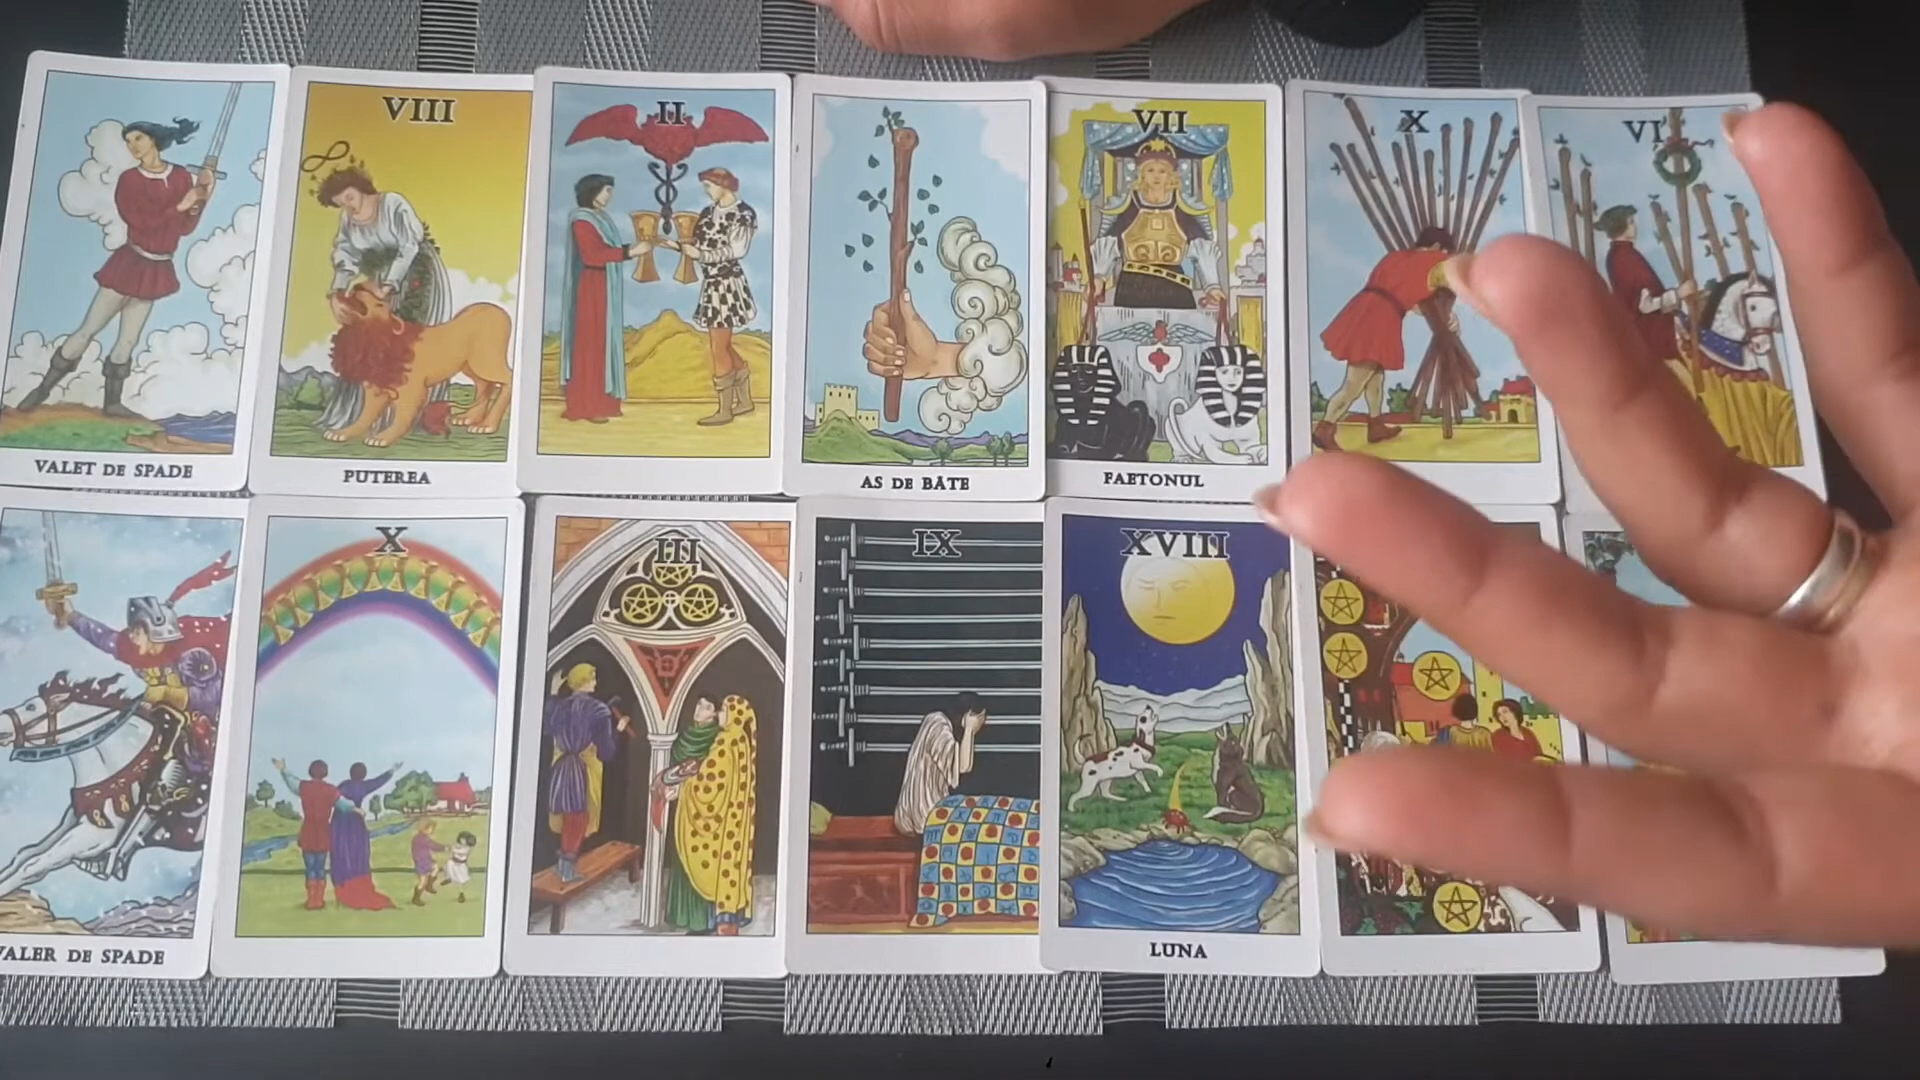 VIII
II
VII
X
VI
VALET DE SPADE
PUTEREA
AS DE BÂTE
FAETONUL
X
III
IX
XVIII
VALER DE SPADE
LUNA